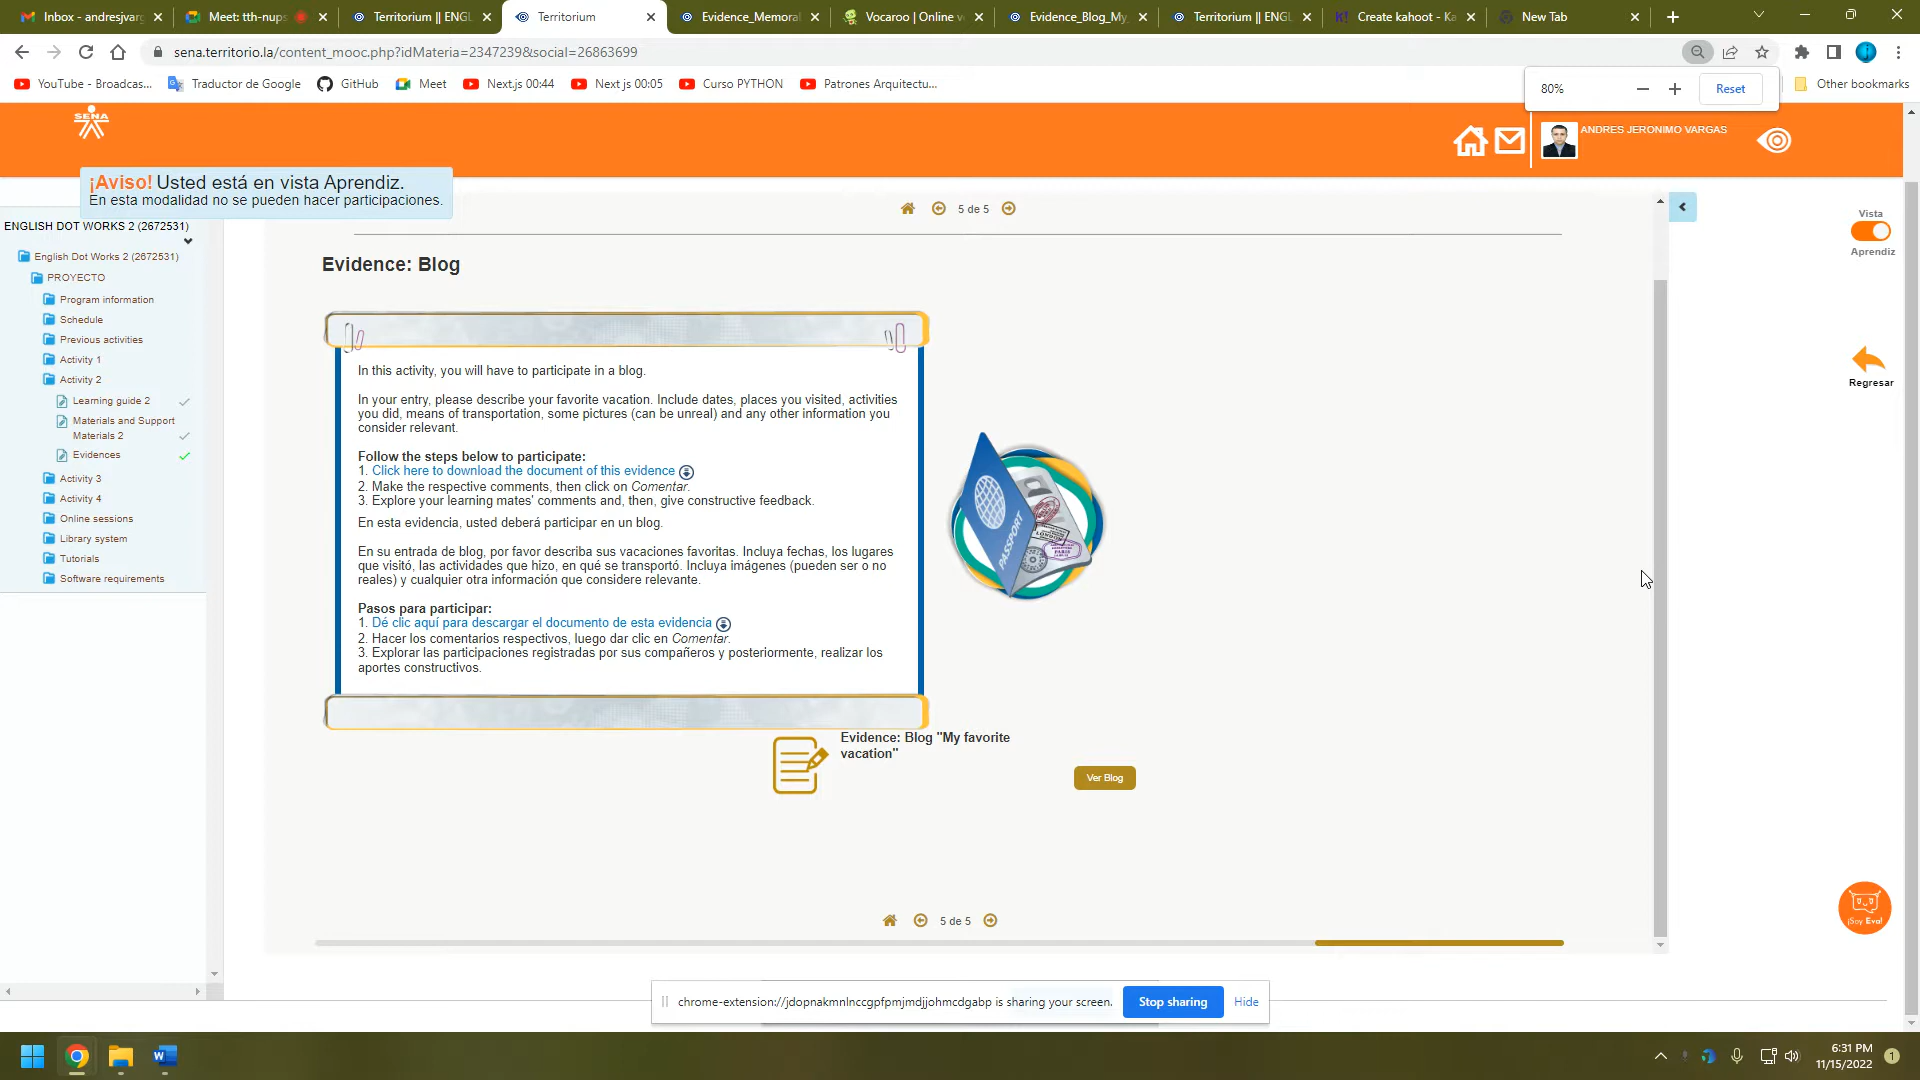 Inbox - andresjvarg
Meet: tth-nups
Territorium || ENGL
Territorium
Evidence_Memorab
Vocaroo | Online v
Evidence_Blog_My_
Territorium || ENGL
Create kahoot - Ka
New Tab
sena.territorio.la/content_mooc.php?idMateria=2347239&social=26863699
YouTube - Broadcas...
Traductor de Google
GitHub
Meet
Next.js 00:44
Next.js 00:05
Curso PYTHON
Patrones Arquitectu...
Other bookmarks
80%
Reset
SENA
ANDRES JERONIMO VARGAS
¡Aviso! Usted está en vista Aprendiz.
En esta modalidad no se pueden hacer participaciones.
ENGLISH DOT WORKS 2 (2672531)
English Dot Works 2 (2672531)
PROYECTO
Program information
Schedule
Previous activities
Activity 1
Activity 2
Learning guide 2
Materials and Support
Materials 2
Evidences
Activity 3
Activity 4
Online sessions
Library system
Tutorials
Software requirements
5 de 5
Vista
Aprendiz
Regresar
Evidence: Blog
In this activity, you will have to participate in a blog.
In your entry, please describe your favorite vacation. Include dates, places you visited, activities
you did, means of transportation, some pictures (can be unreal) and any other information you
consider relevant.
Follow the steps below to participate:
1. Click here to download the document of this evidence
2. Make the respective comments, then click on Comentar.
3. Explore your learning mates' comments and, then, give constructive feedback.
En esta evidencia, usted deberá participar en un blog.
En su entrada de blog, por favor describa sus vacaciones favoritas. Incluya fechas, los lugares
que visitó, las actividades que hizo, en qué se transportó. Incluya imágenes (pueden ser o no
reales) y cualquier otra información que considere relevante.
Pasos para participar:
1. Dé clic aquí para descargar el documento de esta evidencia
2. Hacer los comentarios respectivos, luego dar clic en Comentar.
3. Explorar las participaciones registradas por sus compañeros y posteriormente, realizar los
aportes constructivos.
PASSPORT
LONDON
PARIS
Evidence: Blog "My favorite
vacation"
Ver Blog
5 de 5
¡Soy Eva!
chrome-extension://jdopnakmnlnccgpfpmjmdjjohmcdgabp is sharing your screen.
Stop sharing
Hide
6:31 PM
11/15/2022
1